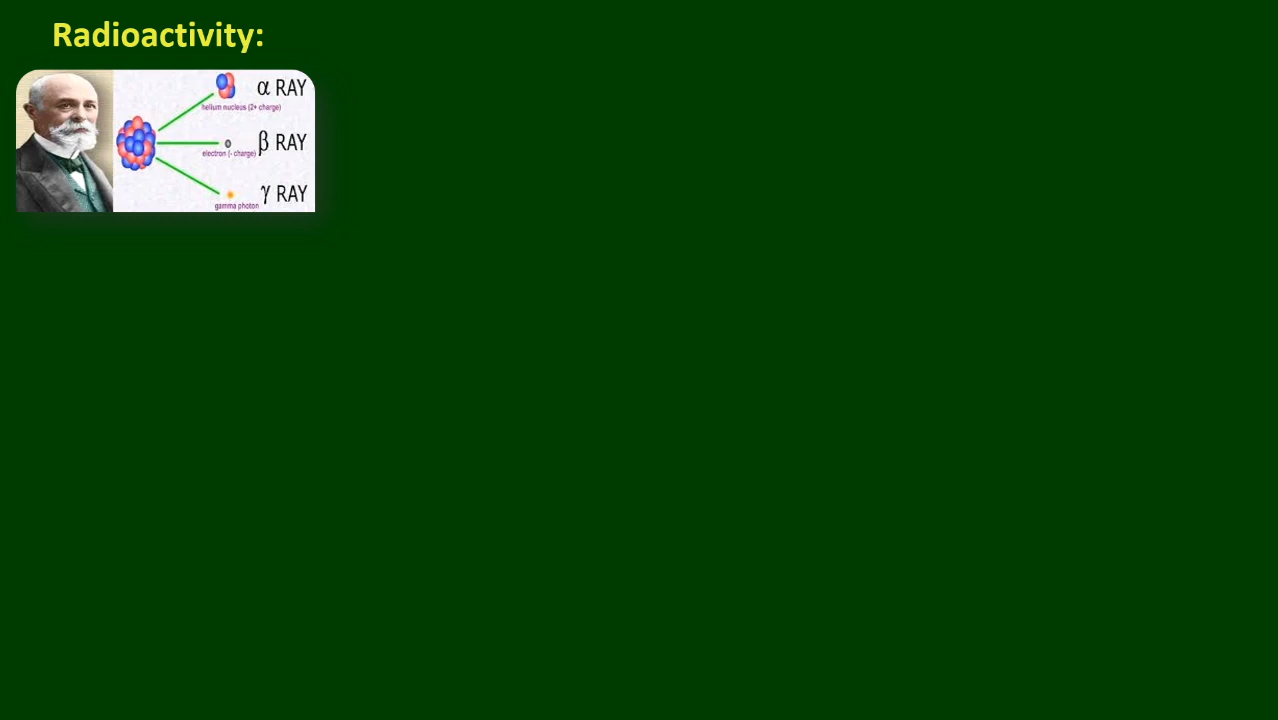 Radioactivity:
α RAY
helium nucleus (2+ charge)
β RAY
electron (- charge)
γ RAY
gamma photon